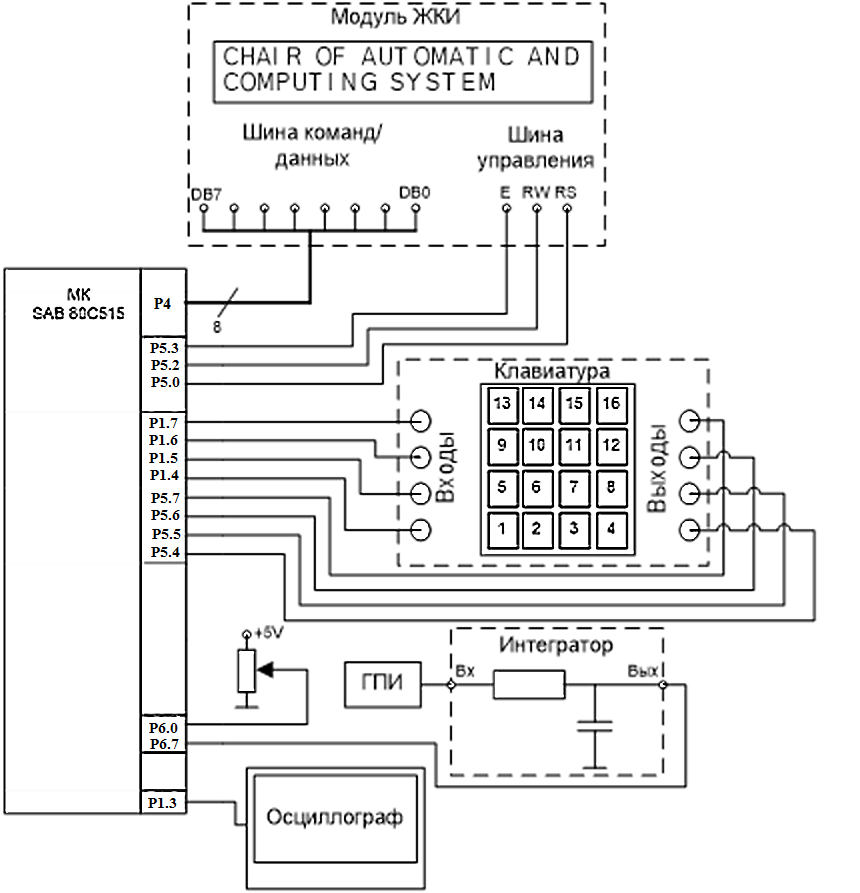 Модуль ЖКИ
CHAIR OF AUTOMATIC AND
COMPUTING SYSTEM
Шина команд/
данных
Шина
управления
DB7
DB0
E RW RS
МК
SAB 80C515
P4
8
P5.3
P5.2
P5.0
P1.7
P1.6
P1.5
P1.4
P5.7
P5.6
P5.5
P5.4
Клавиатура
Входы
13 14 15 16
9 10 11 12
5 6 7 8
1 2 3 4
Выходы
+5V
ГПИ
Интегратор
Вх
Вых
P6.0
P6.7
P1.3
Осциллограф